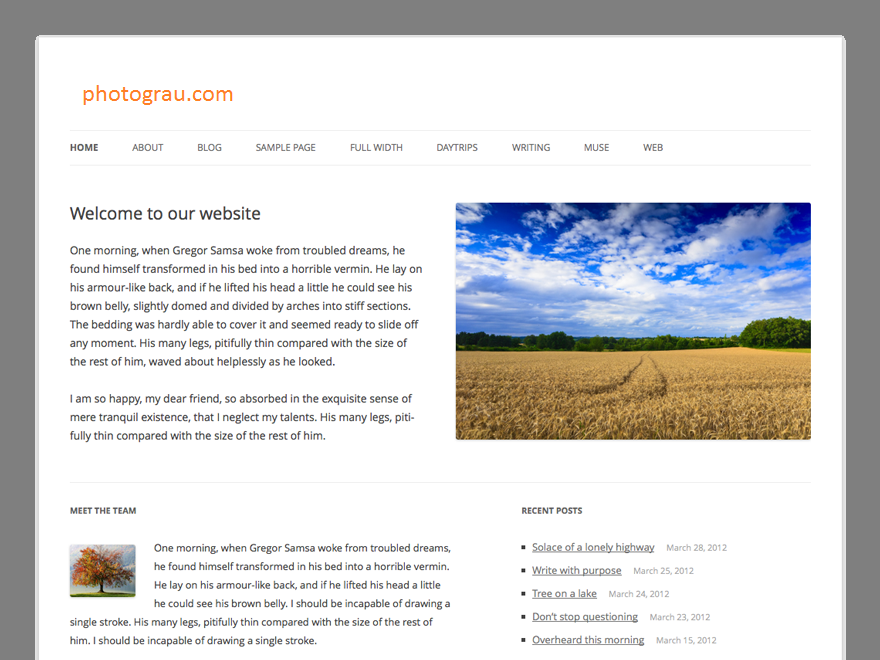 photograu.com
HOME ABOUT BLOG SAMPLE PAGE FULL WIDTH DAYTRIPS WRITING MUSE WEB
Welcome to our website
One morning, when Gregor Samsa woke from troubled dreams, he
found himself transformed in his bed into a horrible vermin. He lay on
his armour-like back, and if he lifted his head a little he could see his
brown belly, slightly domed and divided by arches into stiff sections.
The bedding was hardly able to cover it and seemed ready to slide off
any moment. His many legs, pitifully thin compared with the size of
the rest of him, waved about helplessly as he looked.
I am so happy, my dear friend, so absorbed in the exquisite sense of
mere tranquil existence, that I neglect my talents. His many legs, piti-
fully thin compared with the size of the rest of him.
MEET THE TEAM
One morning, when Gregor Samsa woke from troubled dreams,
he found himself transformed in his bed into a horrible vermin.
He lay on his armour-like back, and if he lifted his head a little
he could see his brown belly. I should be incapable of drawing a
single stroke. His many legs, pitifully thin compared with the size of the rest of
him. I should be incapable of drawing a single stroke.
RECENT POSTS
Solace of a lonely highway March 28, 2012
Write with purpose March 25, 2012
Tree on a lake March 24, 2012
Don't stop questioning March 23, 2012
Overheard this morning March 15, 2012